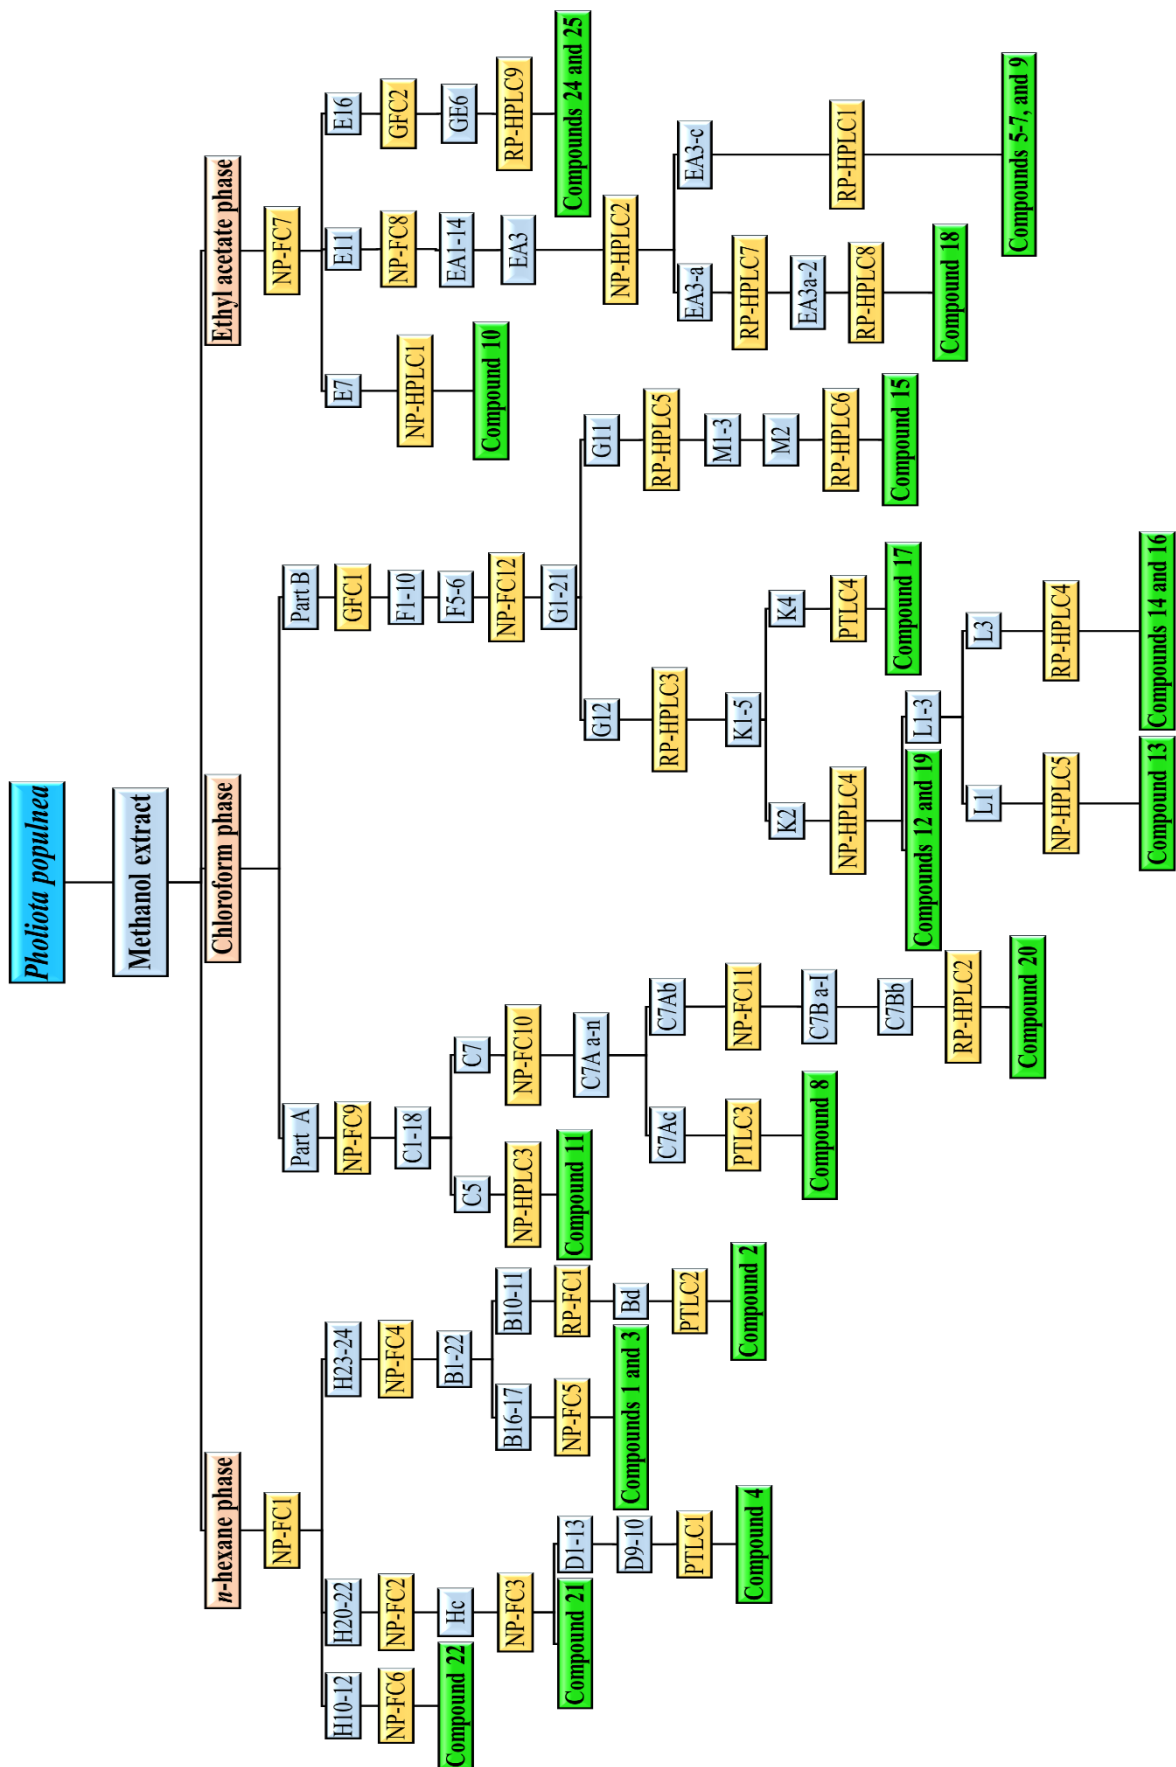 Pholiota populnea
Methanol extract
n-hexane phase
Chloroform phase
Ethyl acetate phase
NP-FC1
H10-12
NP-FC6
Compound 22
H20-22
NP-FC2
Hc
NP-FC3
Compound 21
D1-13
D9-10
PTLC1
Compound 4
H23-24
NP-FC4
B1-22
B16-17
NP-FC5
Compounds 1 and 3
B10-11
RP-FC1
Bd
PTLC2
Compound 2
Part A
NP-FC9
C1-18
C5
NP-HPLC3
Compound 11
C7
NP-FC10
C7A a-n
C7Ac
PTLC3
Compound 8
C7Ab
NP-FC11
C7B a-I
C7Bb
RP-HPLC2
Compound 20
Part B
GFC1
F1-10
F5-6
NP-FC12
G1-21
G12
RP-HPLC3
K1-5
K2
NP-HPLC4
Compounds 12 and 19
L1-3
L1
NP-HPLC5
Compound 13
L3
RP-HPLC4
Compounds 14 and 16
K4
PTLC4
Compound 17
G11
RP-HPLC5
M1-3
M2
RP-HPLC6
Compound 15
NP-FC7
E7
NP-HPLC1
Compound 10
E11
NP-FC8
EA1-14
EA3
NP-HPLC2
EA3-a
RP-HPLC7
EA3a-2
RP-HPLC8
Compound 18
EA3-c
RP-HPLC1
Compounds 5-7, and 9
E16
GFC2
GE6
RP-HPLC9
Compounds 24 and 25